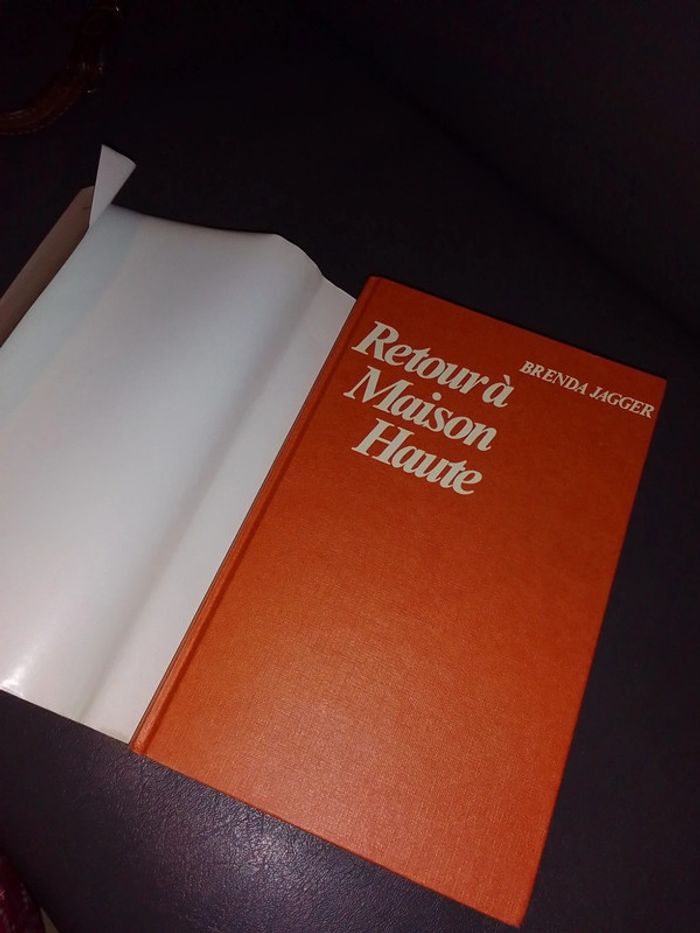 Retour à
Maison
Haute
BRENDA JAGGER